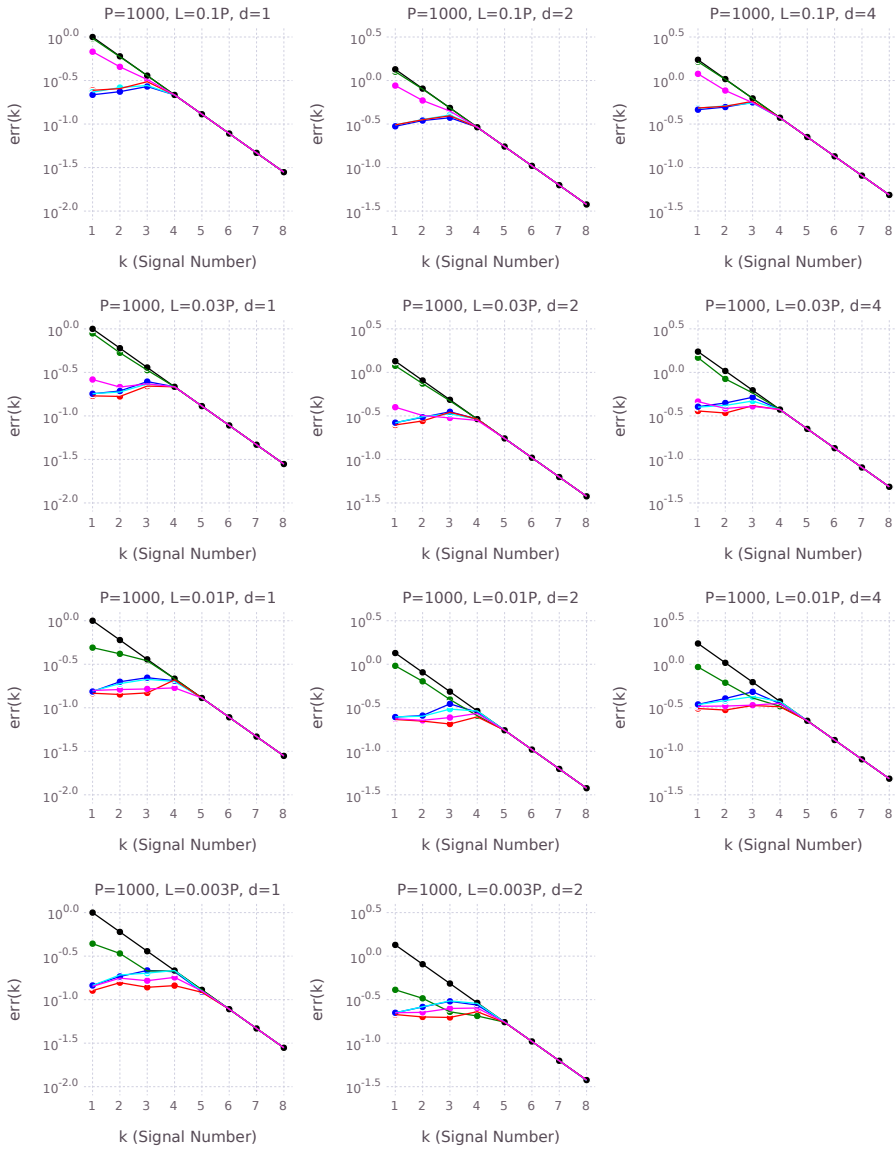 P=1000, L=0.1P, d=1
P=1000, L=0.1P, d=2
P=1000, L=0.1P, d=4
10^0.0
10^-0.5
10^-1.0
10^-1.5
10^-2.0
10^0.5
10^0.0
10^-0.5
10^-1.0
10^-1.5
10^0.5
10^0.0
10^-0.5
10^-1.0
10^-1.5
err(k)
err(k)
err(k)
1 2 3 4 5 6 7 8
1 2 3 4 5 6 7 8
1 2 3 4 5 6 7 8
k (Signal Number)
k (Signal Number)
k (Signal Number)
P=1000, L=0.03P, d=1
P=1000, L=0.03P, d=2
P=1000, L=0.03P, d=4
10^0.0
10^-0.5
10^-1.0
10^-1.5
10^-2.0
10^0.5
10^0.0
10^-0.5
10^-1.0
10^-1.5
10^0.5
10^0.0
10^-0.5
10^-1.0
10^-1.5
err(k)
err(k)
err(k)
1 2 3 4 5 6 7 8
1 2 3 4 5 6 7 8
1 2 3 4 5 6 7 8
k (Signal Number)
k (Signal Number)
k (Signal Number)
P=1000, L=0.01P, d=1
P=1000, L=0.01P, d=2
P=1000, L=0.01P, d=4
10^0.0
10^-0.5
10^-1.0
10^-1.5
10^-2.0
10^0.5
10^0.0
10^-0.5
10^-1.0
10^-1.5
10^0.5
10^0.0
10^-0.5
10^-1.0
10^-1.5
err(k)
err(k)
err(k)
1 2 3 4 5 6 7 8
1 2 3 4 5 6 7 8
1 2 3 4 5 6 7 8
k (Signal Number)
k (Signal Number)
k (Signal Number)
P=1000, L=0.003P, d=1
P=1000, L=0.003P, d=2
10^0.0
10^-0.5
10^-1.0
10^-1.5
10^-2.0
10^0.5
10^0.0
10^-0.5
10^-1.0
10^-1.5
err(k)
err(k)
1 2 3 4 5 6 7 8
1 2 3 4 5 6 7 8
k (Signal Number)
k (Signal Number)